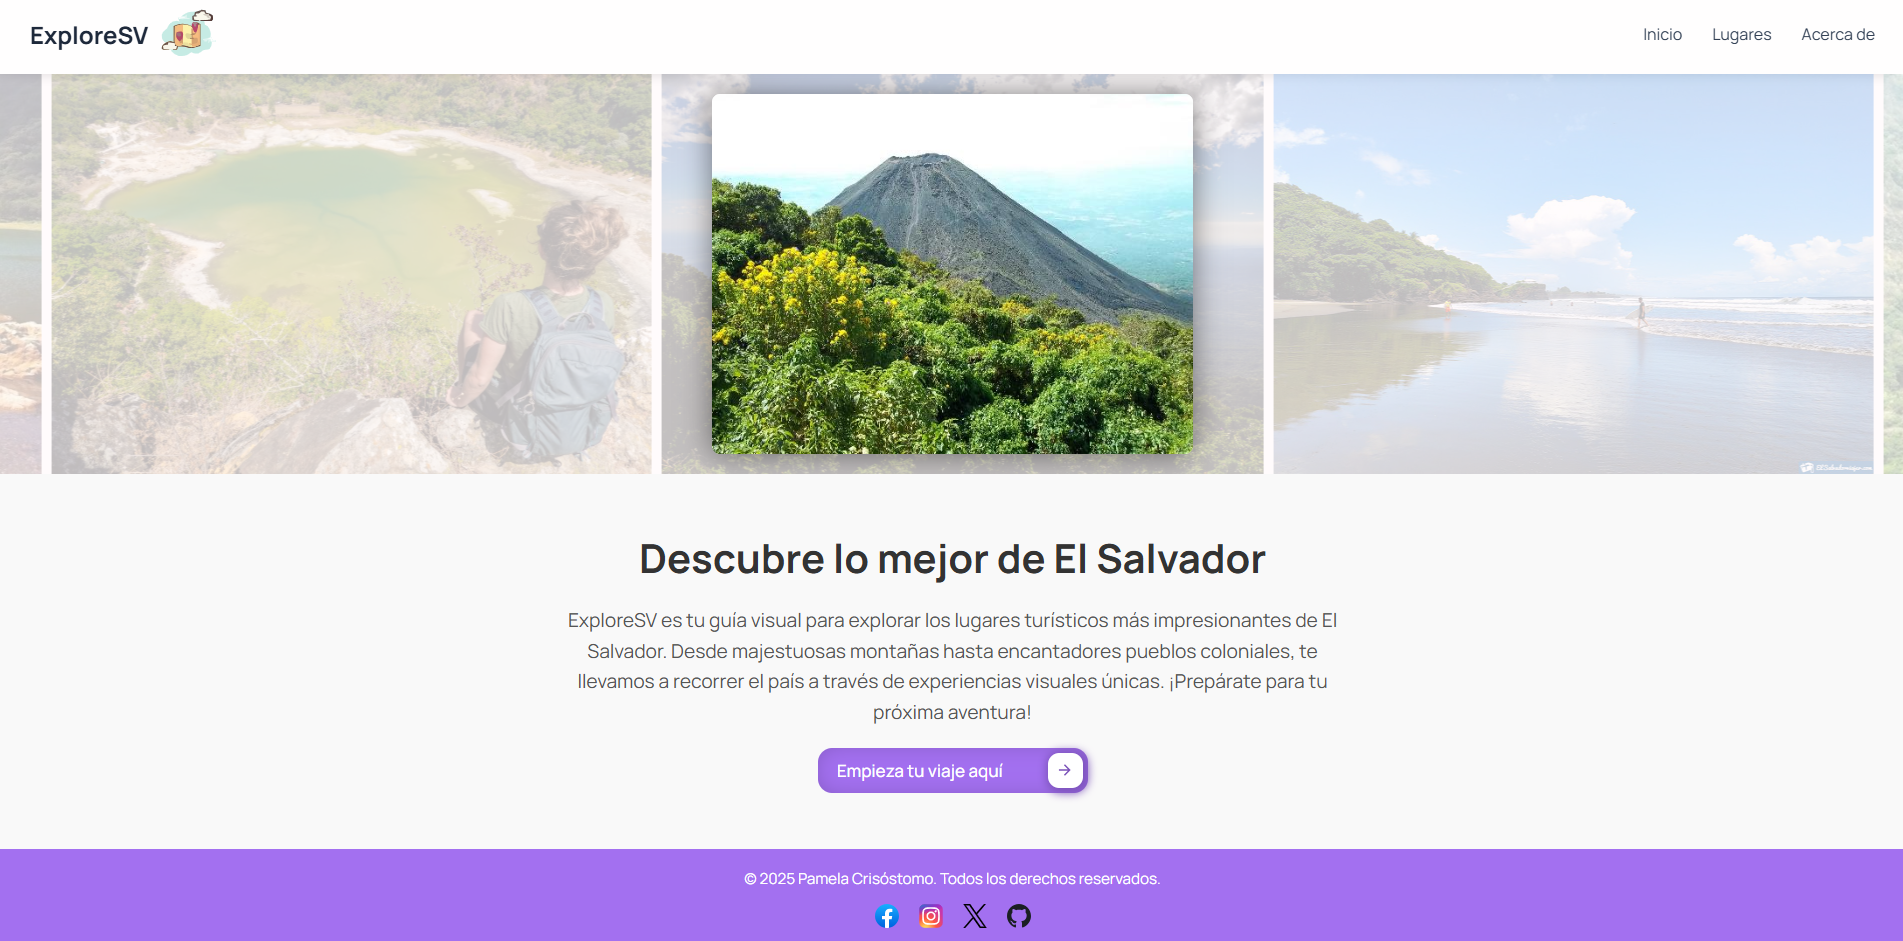 ExploreSV
Inicio
Lugares
Acerca de
Descubre lo mejor de El Salvador
ExploreSV es tu guía visual para explorar los lugares turísticos más impresionantes de El
Salvador. Desde majestuosas montañas hasta encantadores pueblos coloniales, te
llevamos a recorrer el país a través de experiencias visuales únicas. ¡Prepárate para tu
próxima aventura!
Empieza tu viaje aquí
© 2025 Pamela Crisóstomo. Todos los derechos reservados.